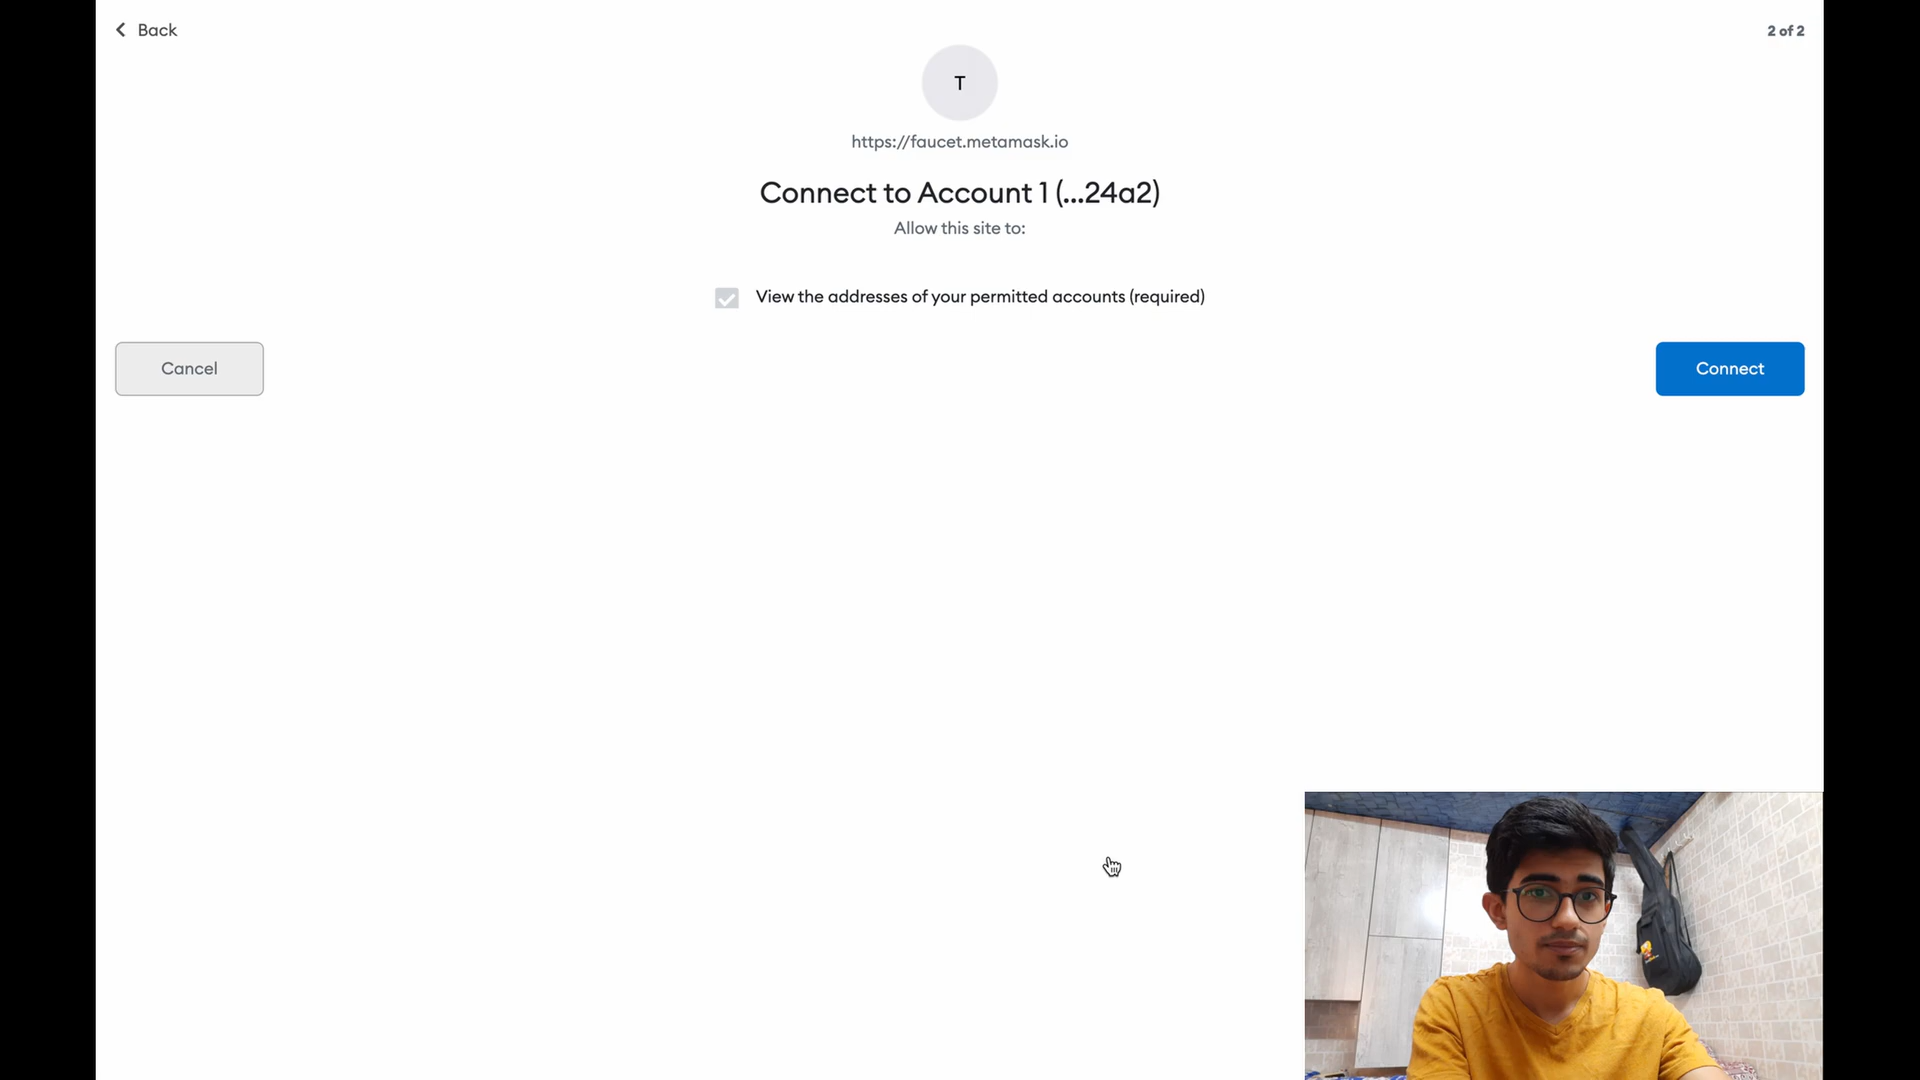 Back
2 of 2
T
https://faucet.metamask.io
Connect to Account 1 (...24a2)
Allow this site to:
View the addresses of your permitted accounts (required)
Cancel
Connect